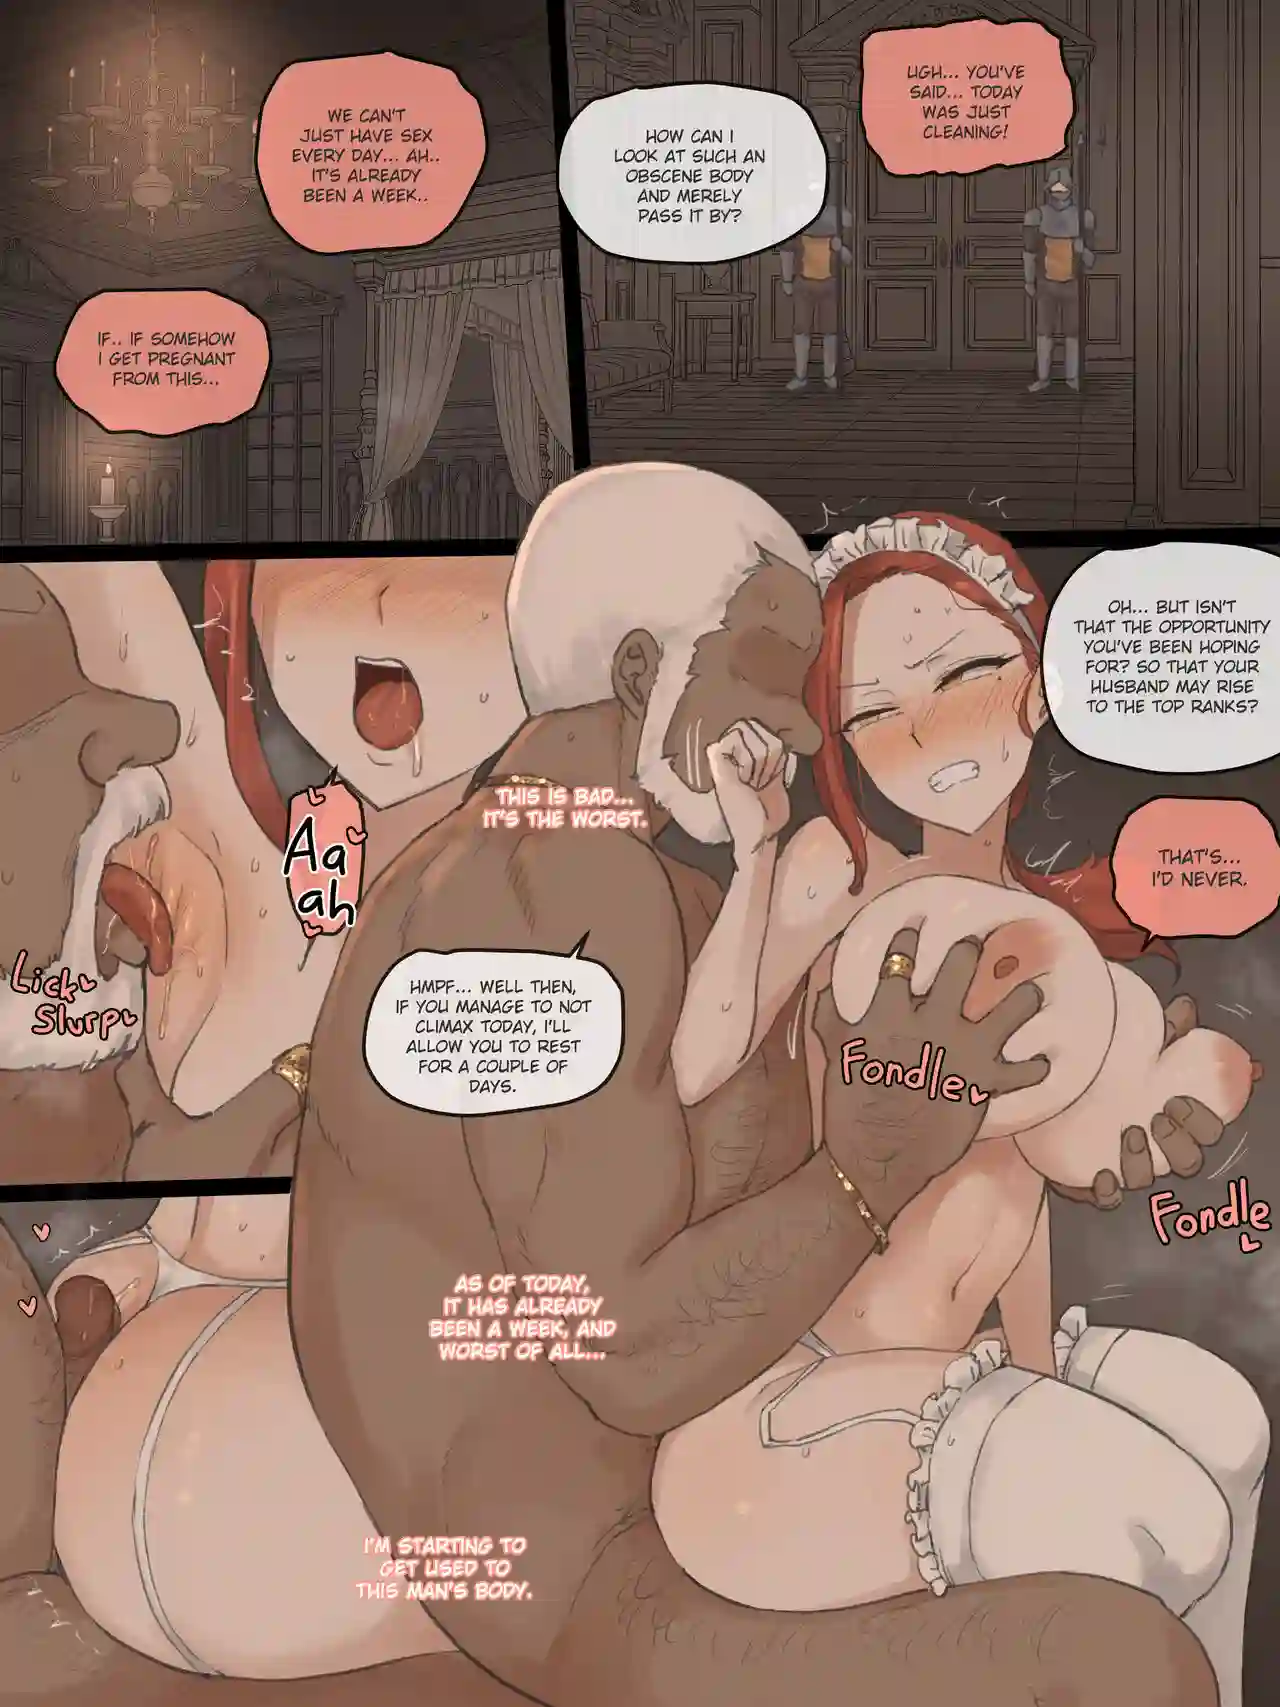 WE CAN'T
JUST HAVE SEX
EVERY DAY... AH..
IT'S ALREADY
BEEN A WEEK..
IF.. IF SOMEHOW
I GET PREGNANT
FROM THIS...
UGH... YOU'VE
SAID... TODAY
WAS JUST
CLEANING!
HOW CAN I
LOOK AT SUCH AN
OBSCENE BODY
AND MERELY
PASS IT BY?
OH... BUT ISN'T
THAT THE OPPORTUNITY
YOU'VE BEEN HOPING
FOR? SO THAT YOUR
HUSBAND MAY RISE
TO THE TOP RANKS?
THAT'S...
I'D NEVER.
Aa
ah
Lick
Slurp
THIS IS BAD...
IT'S THE WORST.
HMPF... WELL THEN,
IF YOU MANAGE TO NOT
CLIMAX TODAY, I'LL
ALLOW YOU TO REST
FOR A COUPLE OF
DAYS.
Fondle
Fondle
AS OF TODAY,
IT HAS ALREADY
BEEN A WEEK, AND
WORST OF ALL...
I'M STARTING TO
GET USED TO
THIS MAN'S BODY.